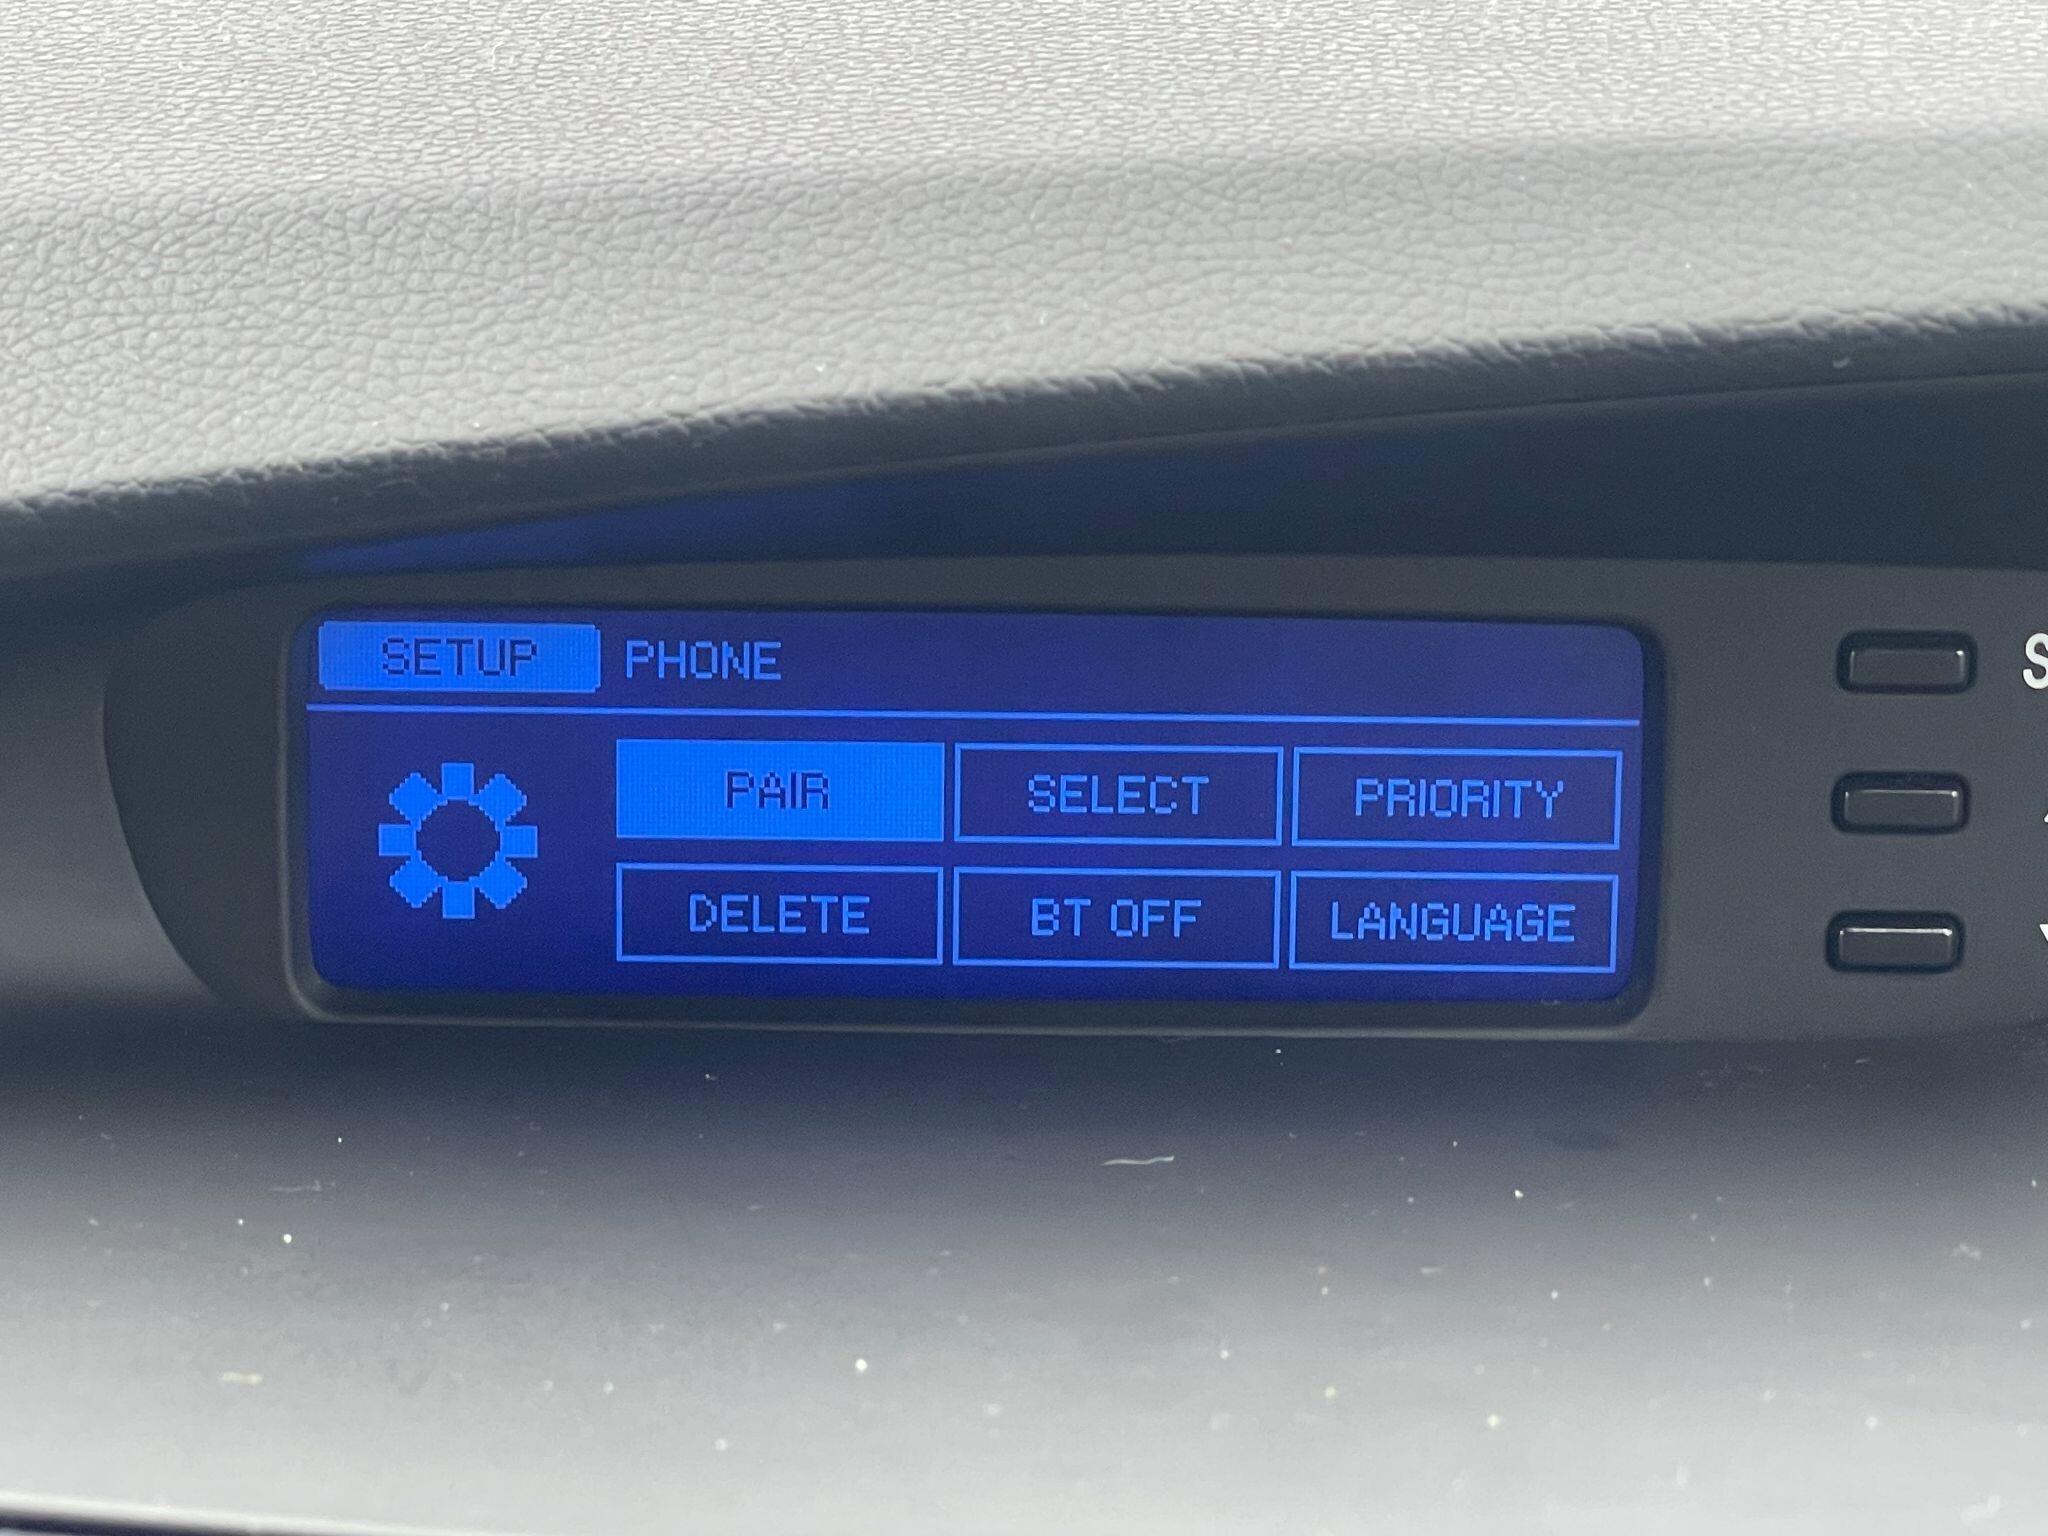 SETUP PHONE
PAIR SELECT PRIORITY
DELETE BT OFF LANGUAGE